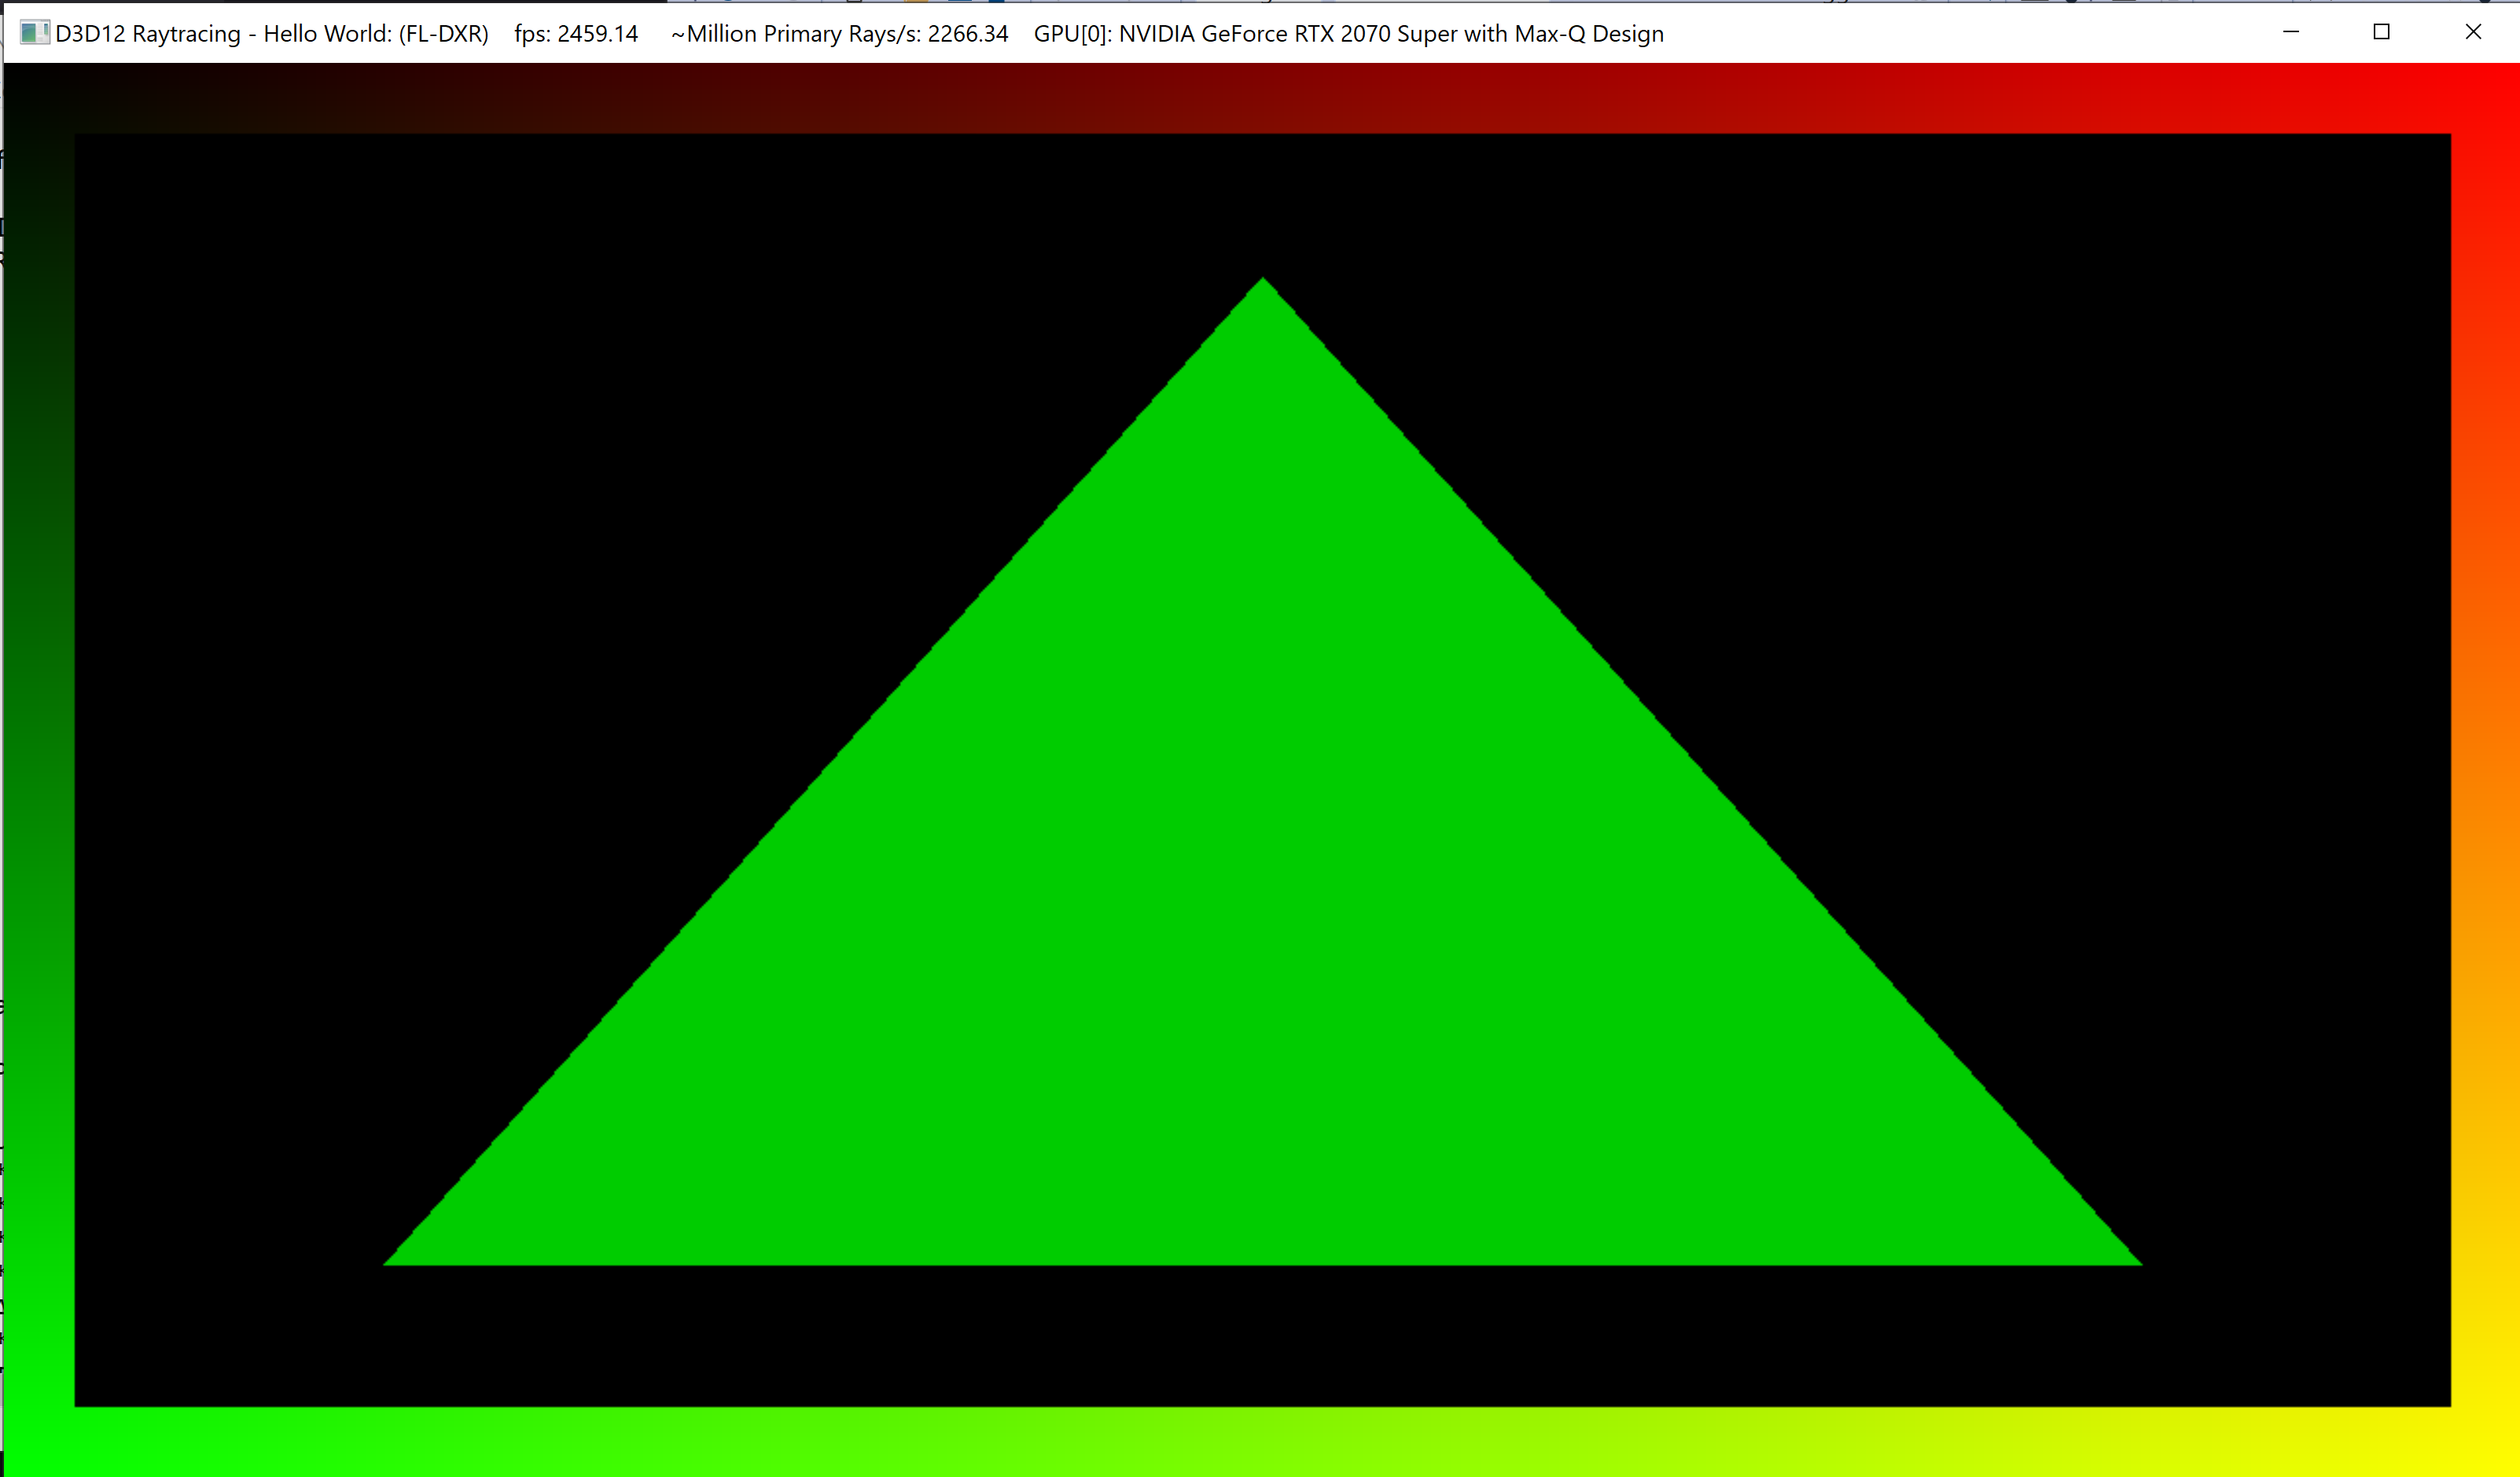 D3D12 Raytracing - Hello World: (FL-DXR)    fps: 2459.14     ~Million Primary Rays/s: 2266.34    GPU[0]: NVIDIA GeForce RTX 2070 Super with Max-Q Design